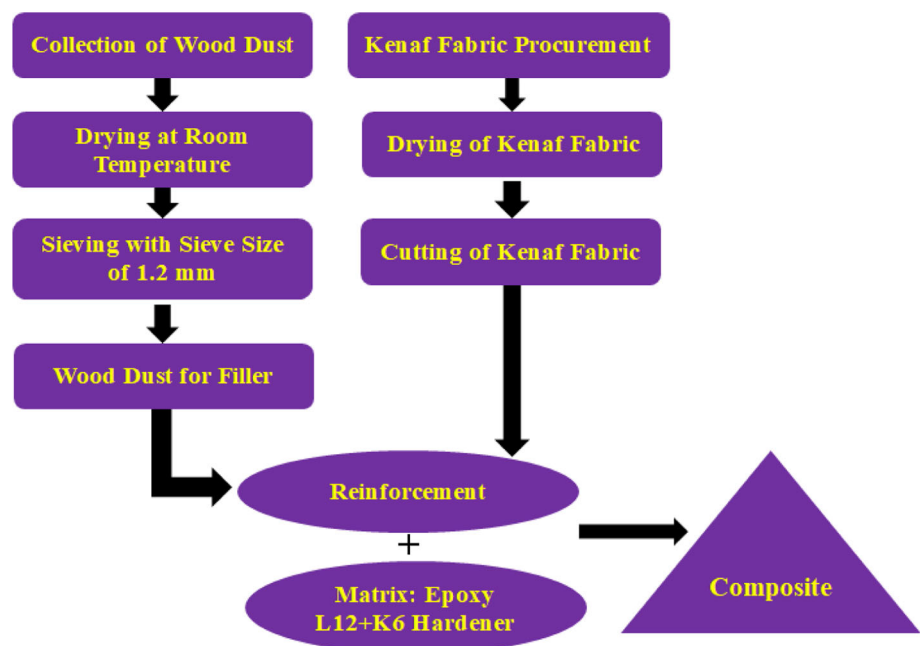 Collection of Wood Dust
Drying at Room
Temperature
Sieving with Sieve Size
of 1.2 mm
Wood Dust for Filler
Kenaf Fabric Procurement
Drying of Kenaf Fabric
Cutting of Kenaf Fabric
Reinforcement
+
Matrix: Epoxy
L12+K6 Hardener
Composite